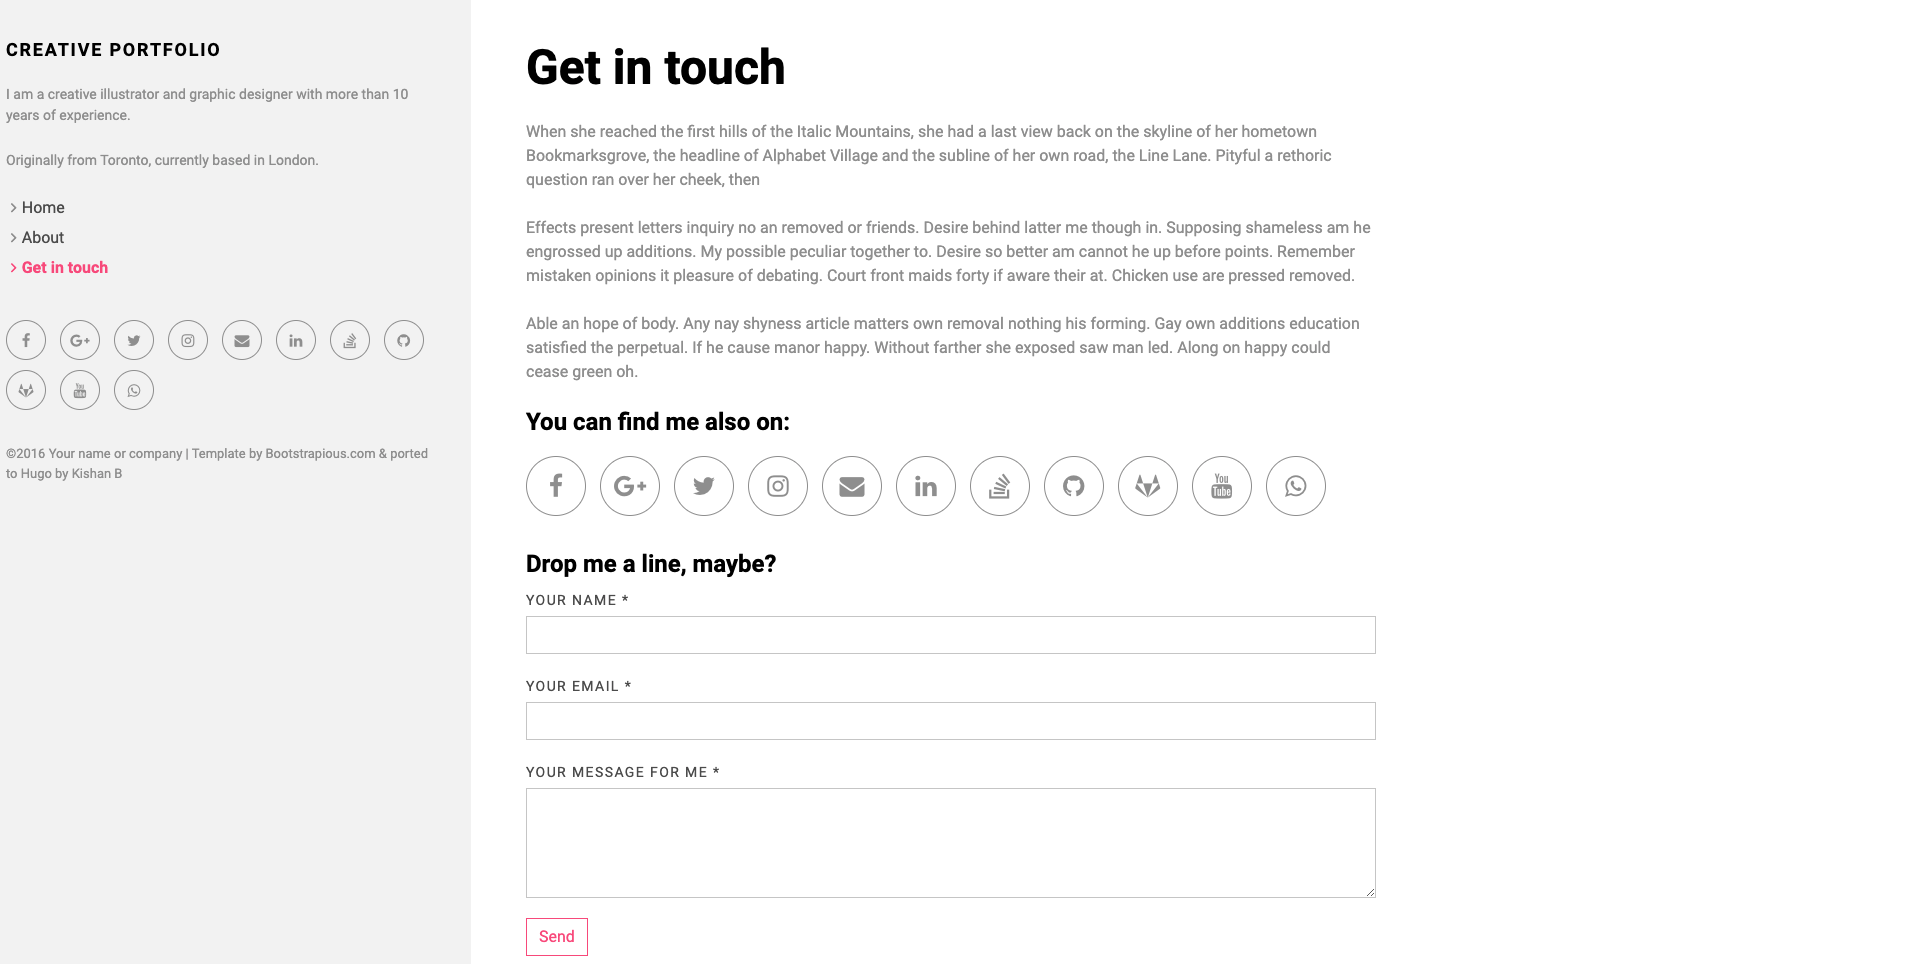 CREATIVE PORTFOLIO
I am a creative illustrator and graphic designer with more than 10
years of experience.
Originally from Toronto, currently based in London.
Home
About
Get in touch
©2016 Your name or company | Template by Bootstrapious.com & ported
to Hugo by Kishan B
Get in touch
When she reached the first hills of the Italic Mountains, she had a last view back on the skyline of her hometown
Bookmarksgrove, the headline of Alphabet Village and the subline of her own road, the Line Lane. Pityful a rethoric
question ran over her cheek, then
Effects present letters inquiry no an removed or friends. Desire behind latter me though in. Supposing shameless am he
engrossed up additions. My possible peculiar together to. Desire so better am cannot he up before points. Remember
mistaken opinions it pleasure of debating. Court front maids forty if aware their at. Chicken use are pressed removed.
Able an hope of body. Any nay shyness article matters own removal nothing his forming. Gay own additions education
satisfied the perpetual. If he cause manor happy. Without farther she exposed saw man led. Along on happy could
cease green oh.
You can find me also on:
Drop me a line, maybe?
YOUR NAME *
YOUR EMAIL *
YOUR MESSAGE FOR ME *
Send